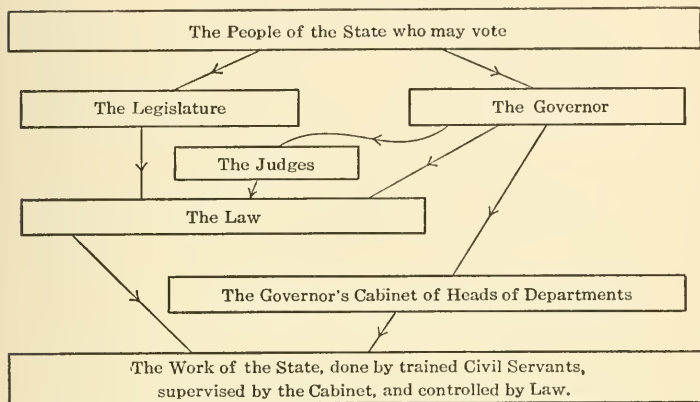 The People of the State who may vote
The Legislature
The Governor
The Judges
The Law
The Governor's Cabinet of Heads of Departments
The Work of the State, done by trained Civil Servants,
supervised by the Cabinet, and controlled by Law.